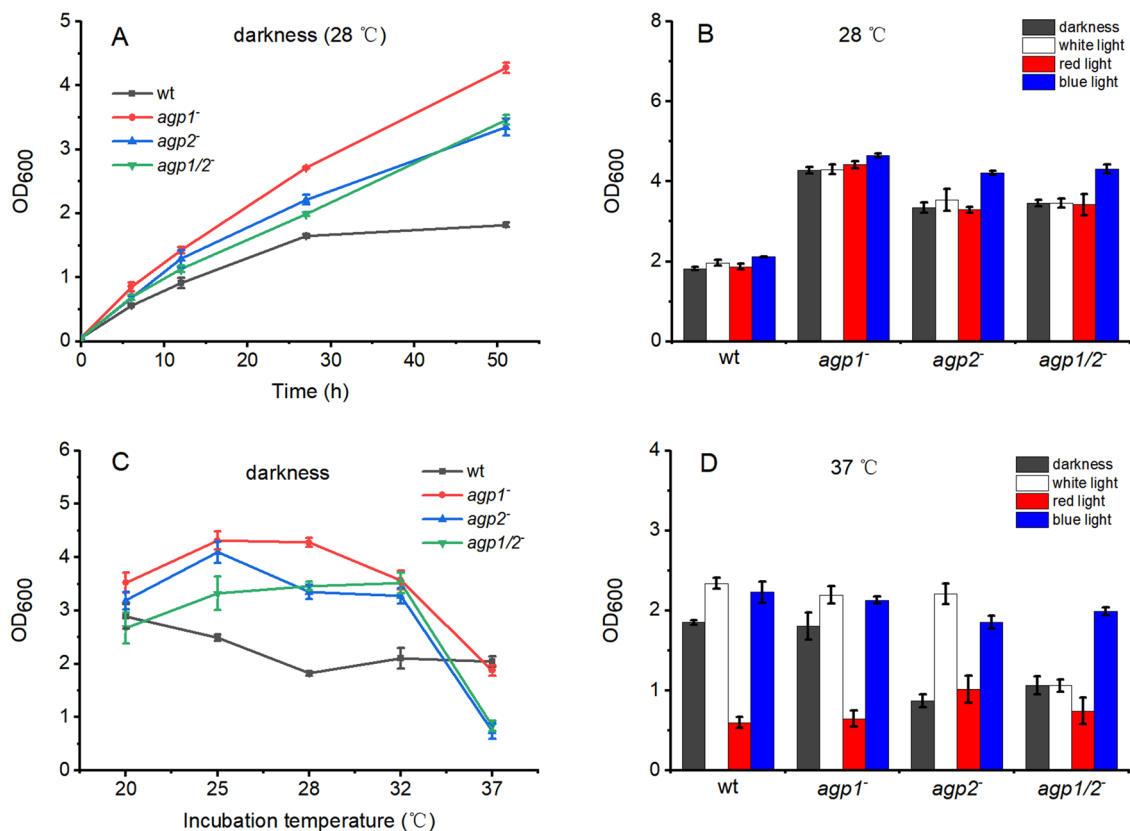 A
darkness (28 ℃)
wt
agp1⁻
agp2⁻
agp1/2⁻
5
4
3
2
1
0
OD600
0 10 20 30 40 50
Time (h)
B
28 ℃
darkness
white light
red light
blue light
8
6
4
2
0
OD600
wt agp1⁻ agp2⁻ agp1/2⁻
C
darkness
wt
agp1⁻
agp2⁻
agp1/2⁻
6
5
4
3
2
1
0
OD600
20 25 28 32 37
Incubation temperature (℃)
D
37 ℃
darkness
white light
red light
blue light
4
3
2
1
0
OD600
wt agp1⁻ agp2⁻ agp1/2⁻